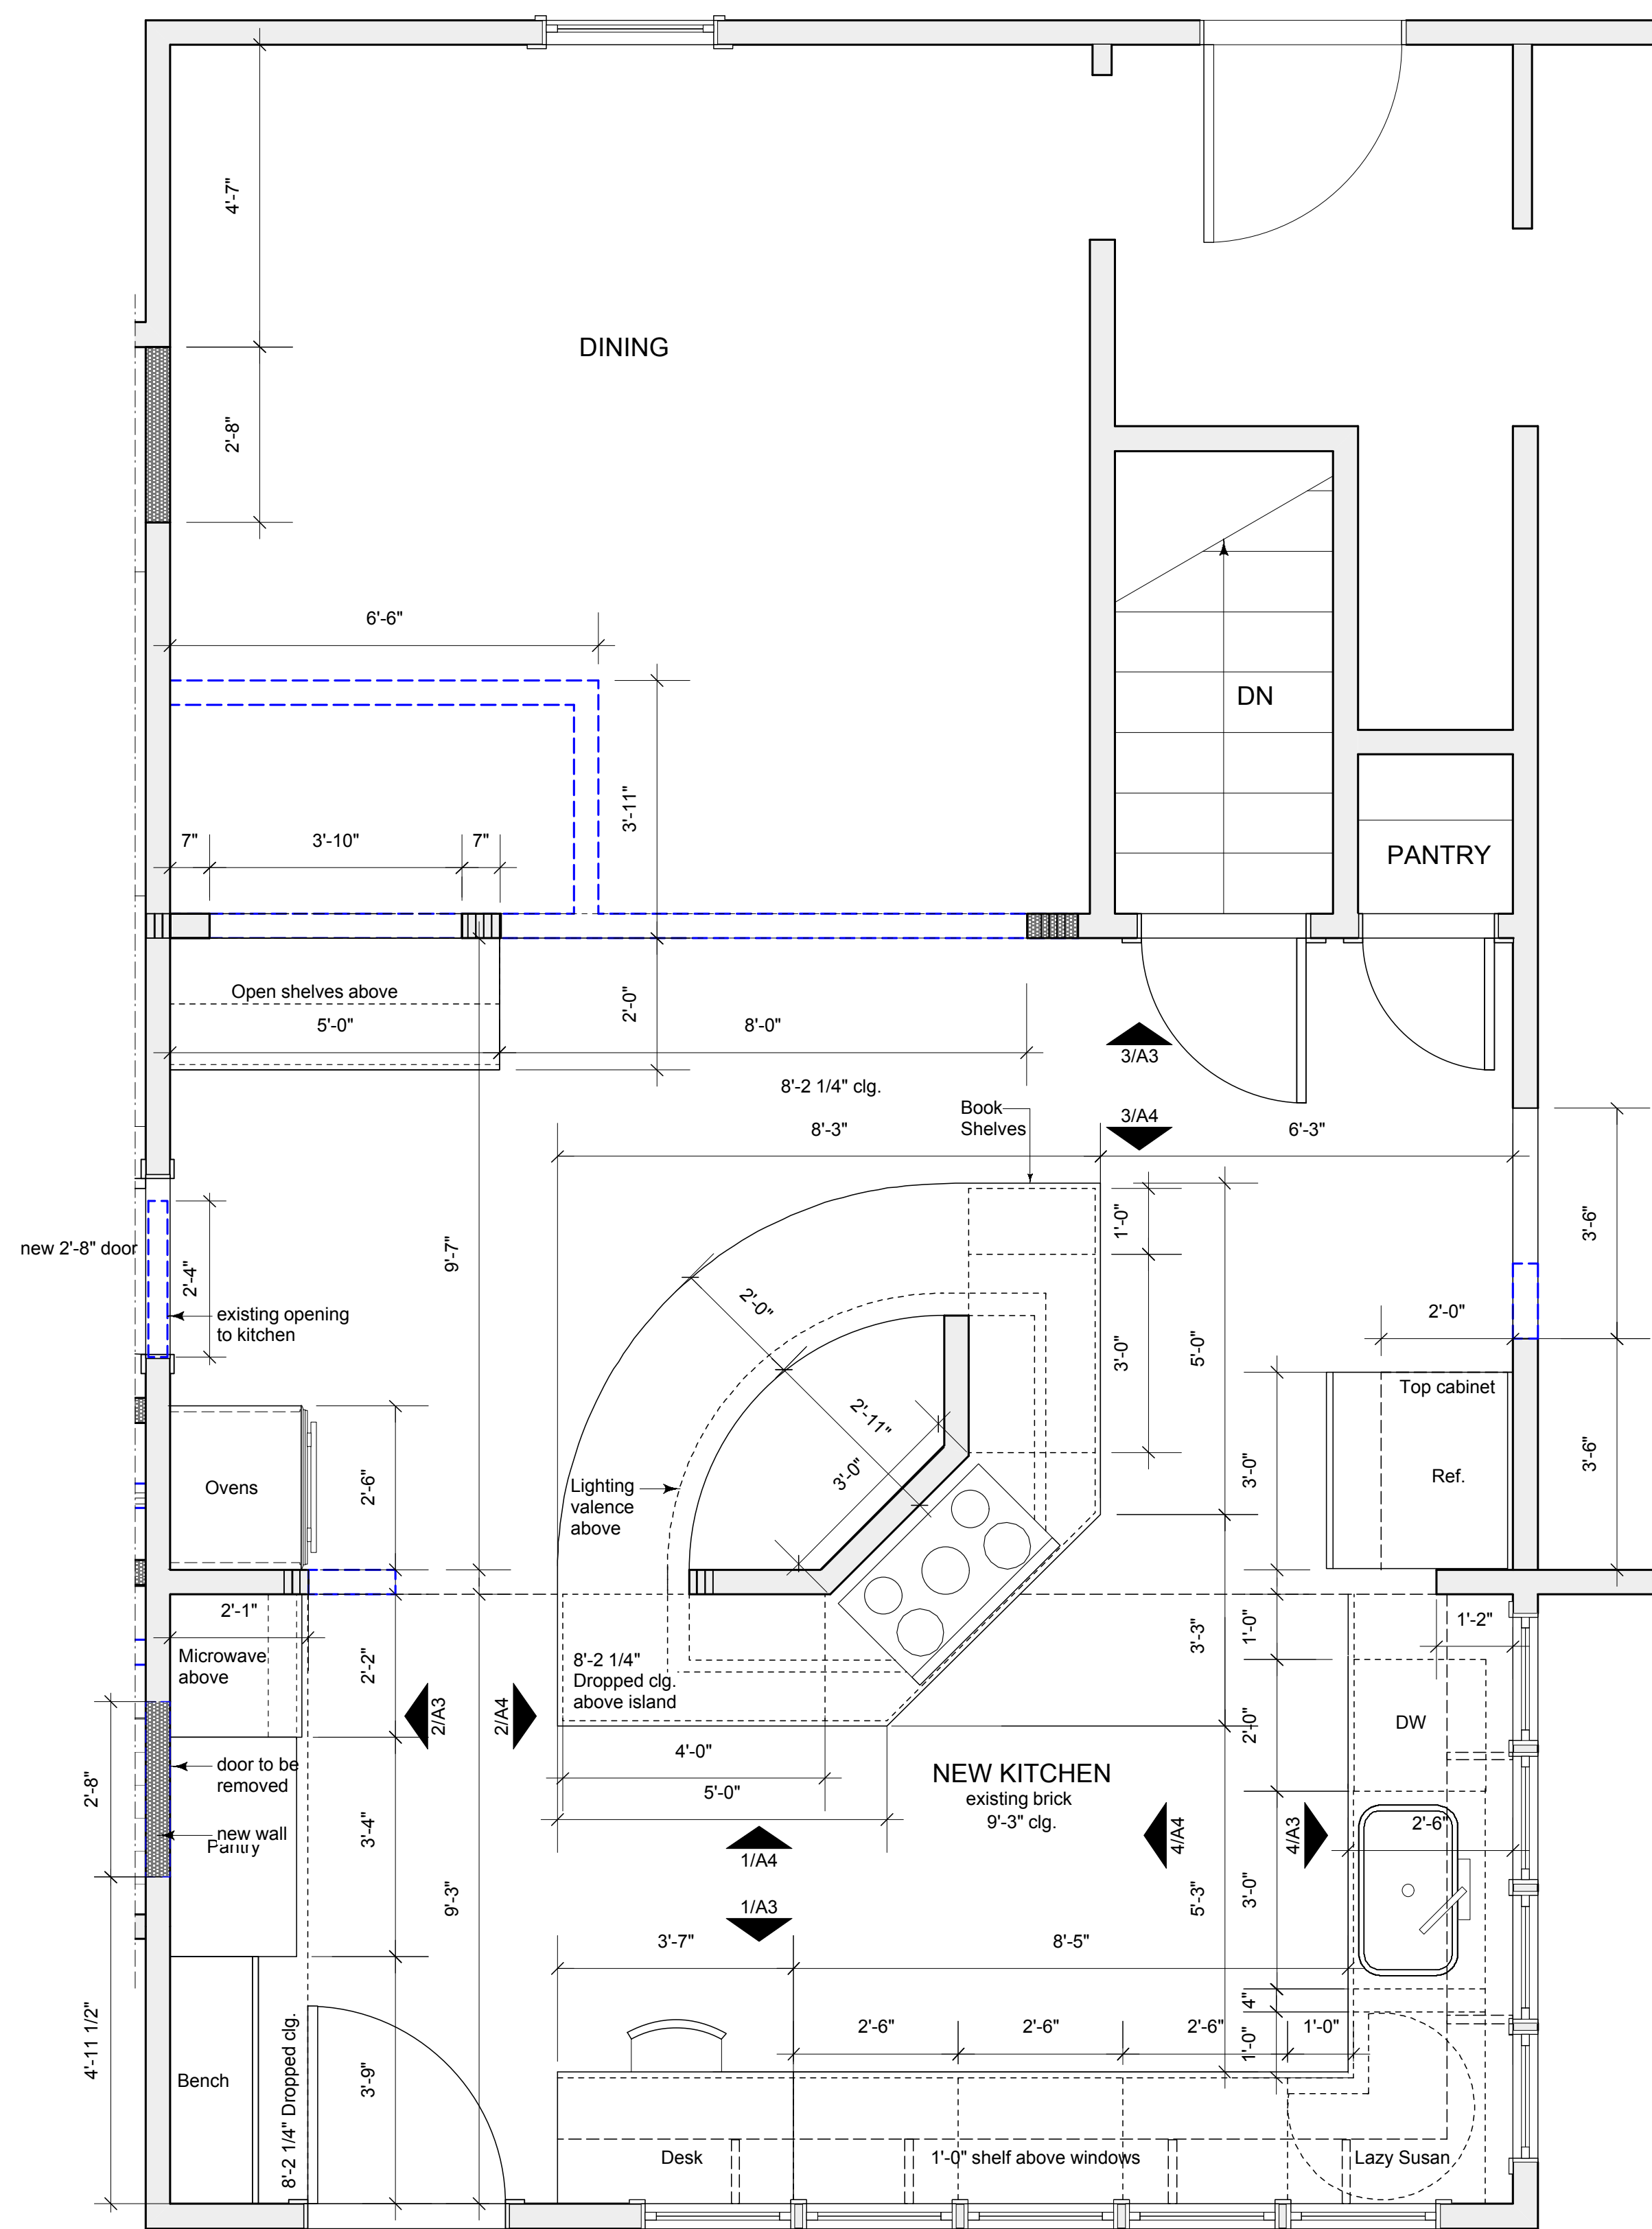 4'-7"
DINING
2'-8"
6'-6"
DN
3'-11"
7"
3'-10"
7"
PANTRY
Open shelves above
5'-0"
2'-0"
8'-0"
3/A3
8'-2 1/4" clg.
Book
Shelves
3/A4
8'-3"
6'-3"
new 2'-8" door
2'-4"
9'-7"
1'-0"
3'-6"
existing opening
to kitchen
2'-0"
3'-0"
5'-0"
2'-0"
Top cabinet
2'-11"
3'-0"
Ovens
2'-6"
Lighting
valence
above
3'-0"
Ref.
3'-6"
2'-1"
1'-2"
Microwave
above
2'-2"
8'-2 1/4"
Dropped clg.
above island
3'-3"
1'-0"
2/A3
2/A4
2'-0"
DW
4'-0"
door to be
removed
NEW KITCHEN
existing brick
9'-3" clg.
5'-0"
2'-8"
new wall
Pantry
3'-4"
1/A4
4/A4
4/A3
2'-6"
9'-3"
1/A3
5'-3"
3'-0"
3'-7"
8'-5"
4'-11 1/2"
4"
2'-6"
2'-6"
2'-6"
1'-0"
1'-0"
Bench
8'-2 1/4" Dropped clg.
3'-9"
Desk
1'-0" shelf above windows
Lazy Susan